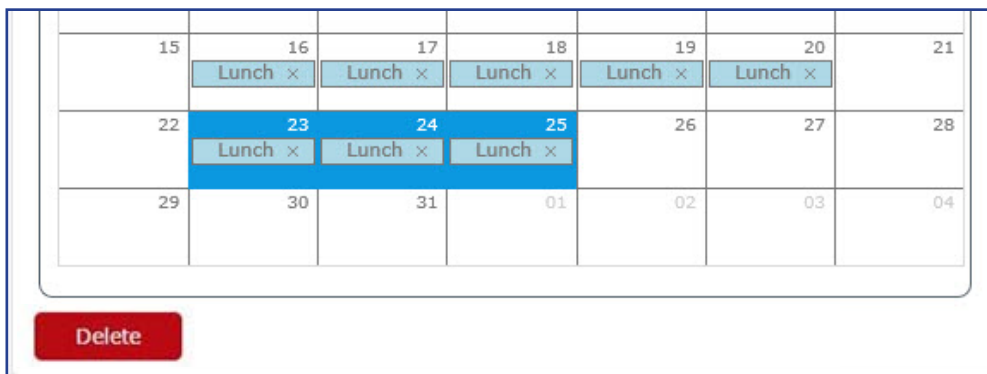 15 16 17 18 19 20 21
Lunch × Lunch × Lunch × Lunch × Lunch ×
22 23 24 25 26 27 28
Lunch × Lunch × Lunch ×
29 30 31 01 02 03 04
Delete